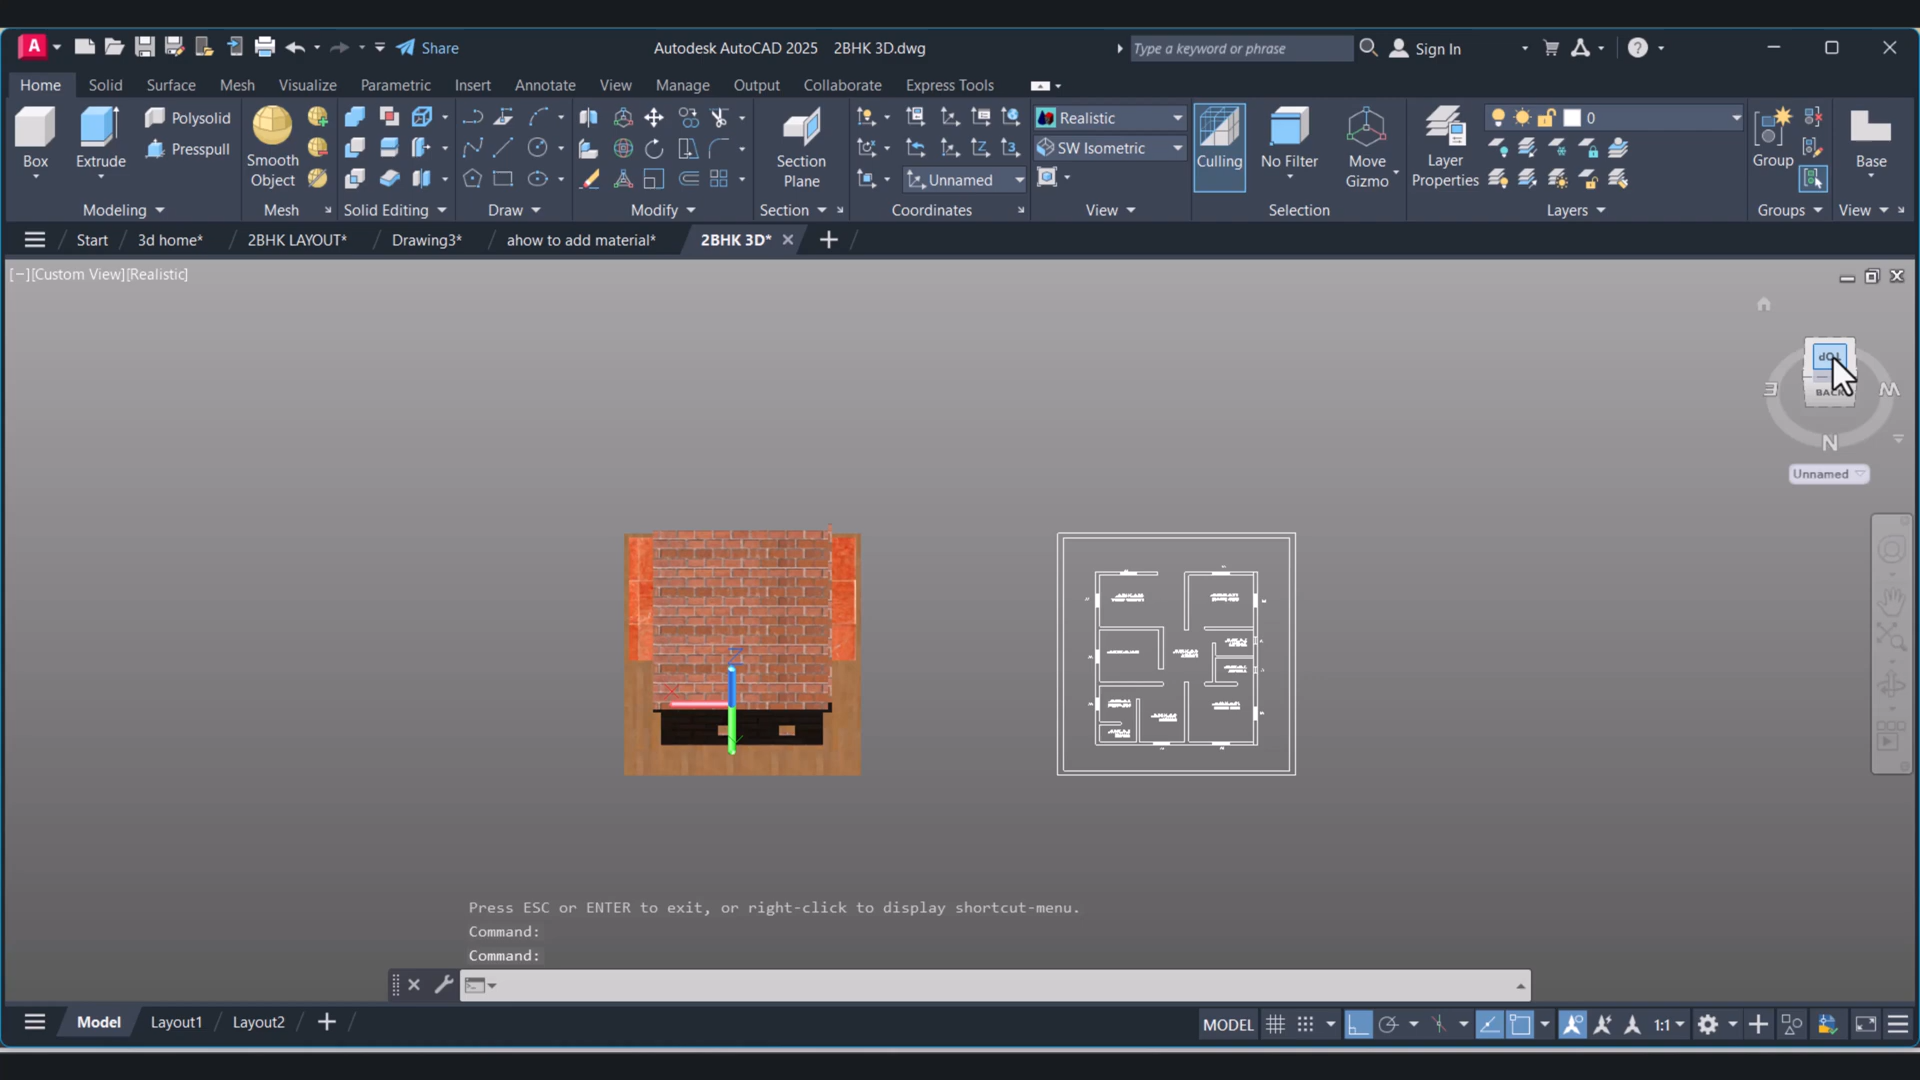 A Share Autodesk AutoCAD 2025 2BHK 3D.dwg Type a keyword or phrase Sign In
Home Solid Surface Mesh Visualize Parametric Insert Annotate View Manage Output Collaborate Express Tools
Box
Extrude
Polysolid
Presspull
Smooth
Object
Section
Plane
Unnamed
Realistic
SW Isometric
Culling
No Filter
Move
Gizmo
Layer
Properties
0
Group
Base
Modeling Mesh Solid Editing Draw Modify Section Coordinates View Selection Layers Groups View
Start 3d home* 2BHK LAYOUT* Drawing3* ahow to add material* 2BHK 3D*
[−][Custom View][Realistic]
TOP
BACK
E W
N
Unnamed
Z
X
Press ESC or ENTER to exit, or right-click to display shortcut-menu.
Command:
Command:
Model Layout1 Layout2 MODEL 1:1